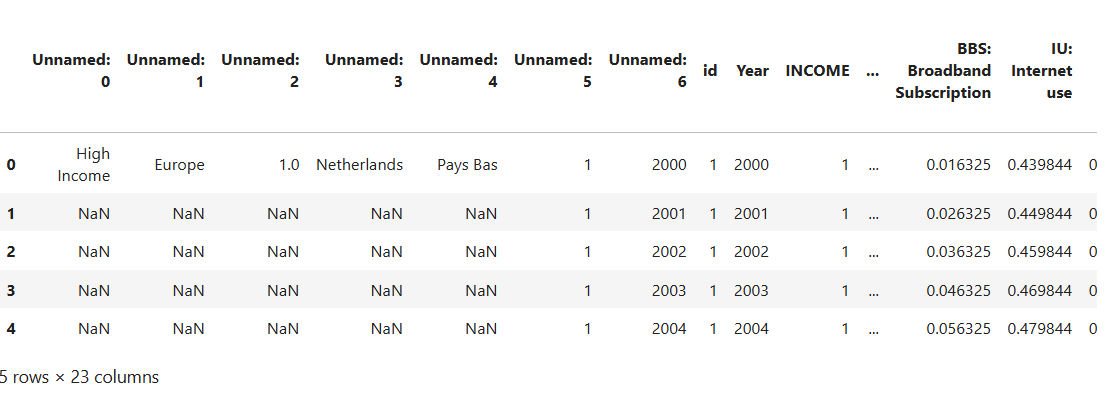 Unnamed: 0 Unnamed: 1 Unnamed: 2 Unnamed: 3 Unnamed: 4 Unnamed: 5 Unnamed: 6 id Year INCOME ... BBS: Broadband Subscription IU: Internet use
0 High Income Europe 1.0 Netherlands Pays Bas 1 2000 1 2000 1 ... 0.016325 0.439844 0
1 NaN NaN NaN NaN NaN 1 2001 1 2001 1 ... 0.026325 0.449844 0
2 NaN NaN NaN NaN NaN 1 2002 1 2002 1 ... 0.036325 0.459844 0
3 NaN NaN NaN NaN NaN 1 2003 1 2003 1 ... 0.046325 0.469844 0
4 NaN NaN NaN NaN NaN 1 2004 1 2004 1 ... 0.056325 0.479844 0
5 rows × 23 columns